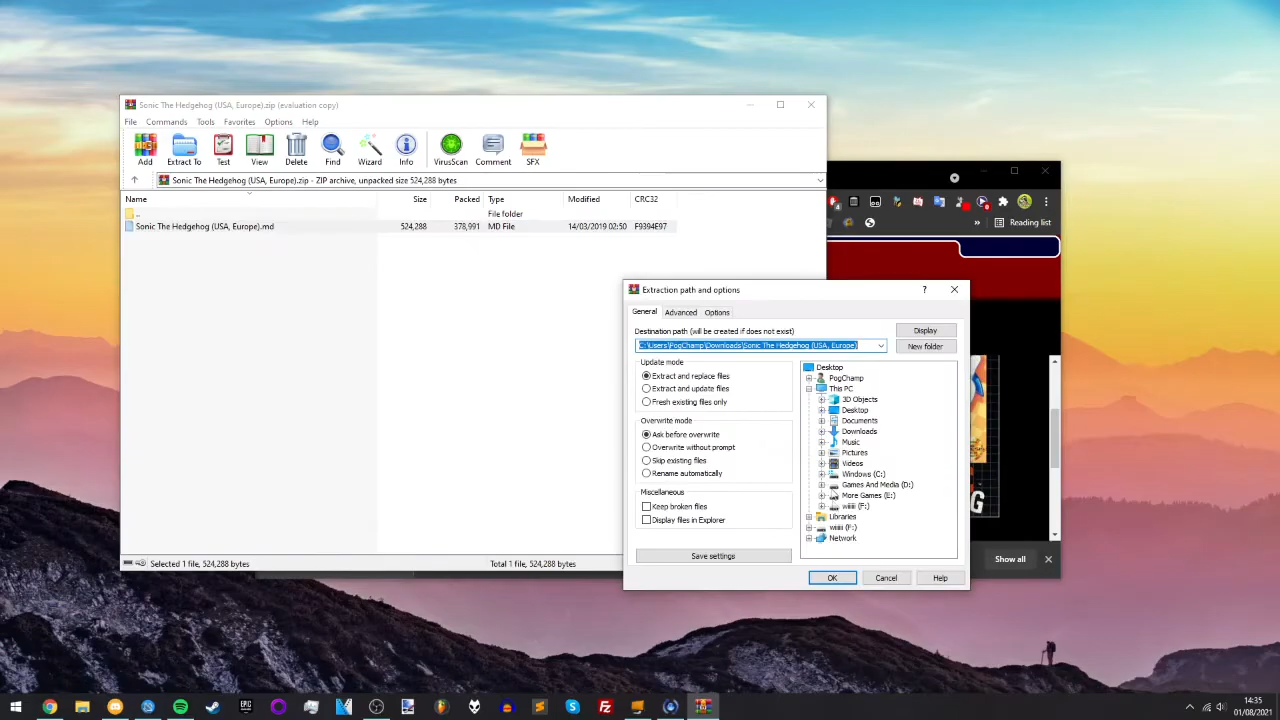 Sonic The Hedgehog (USA, Europe).zip (evaluation copy)
File Commands Tools Favorites Options Help
Add Extract To Test View Delete Find Wizard Info VirusScan Comment SFX
Sonic The Hedgehog (USA, Europe).zip - ZIP archive, unpacked size 524,288 bytes
Name Size Packed Type Modified CRC32
.. File folder
Sonic The Hedgehog (USA, Europe).md 524,288 378,991 MD File 14/03/2019 02:50 F9394E97
Reading list
Extraction path and options
General Advanced Options
Destination path (will be created if does not exist)
Display
C:\Users\PogChamp\Downloads\Sonic The Hedgehog (USA, Europe)
New folder
Update mode
Extract and replace files
Extract and update files
Fresh existing files only
Overwrite mode
Ask before overwrite
Overwrite without prompt
Skip existing files
Rename automatically
Miscellaneous
Keep broken files
Display files in Explorer
Save settings
Desktop
PogChamp
This PC
3D Objects
Desktop
Documents
Downloads
Music
Pictures
Videos
Windows (C:)
Games And Media (D:)
More Games (E:)
Libraries
Network
OK Cancel Help
G
Show all
Selected 1 file, 524,288 bytes
Total 1 file, 524,288 bytes
EPIC
14:35
01/08/2021